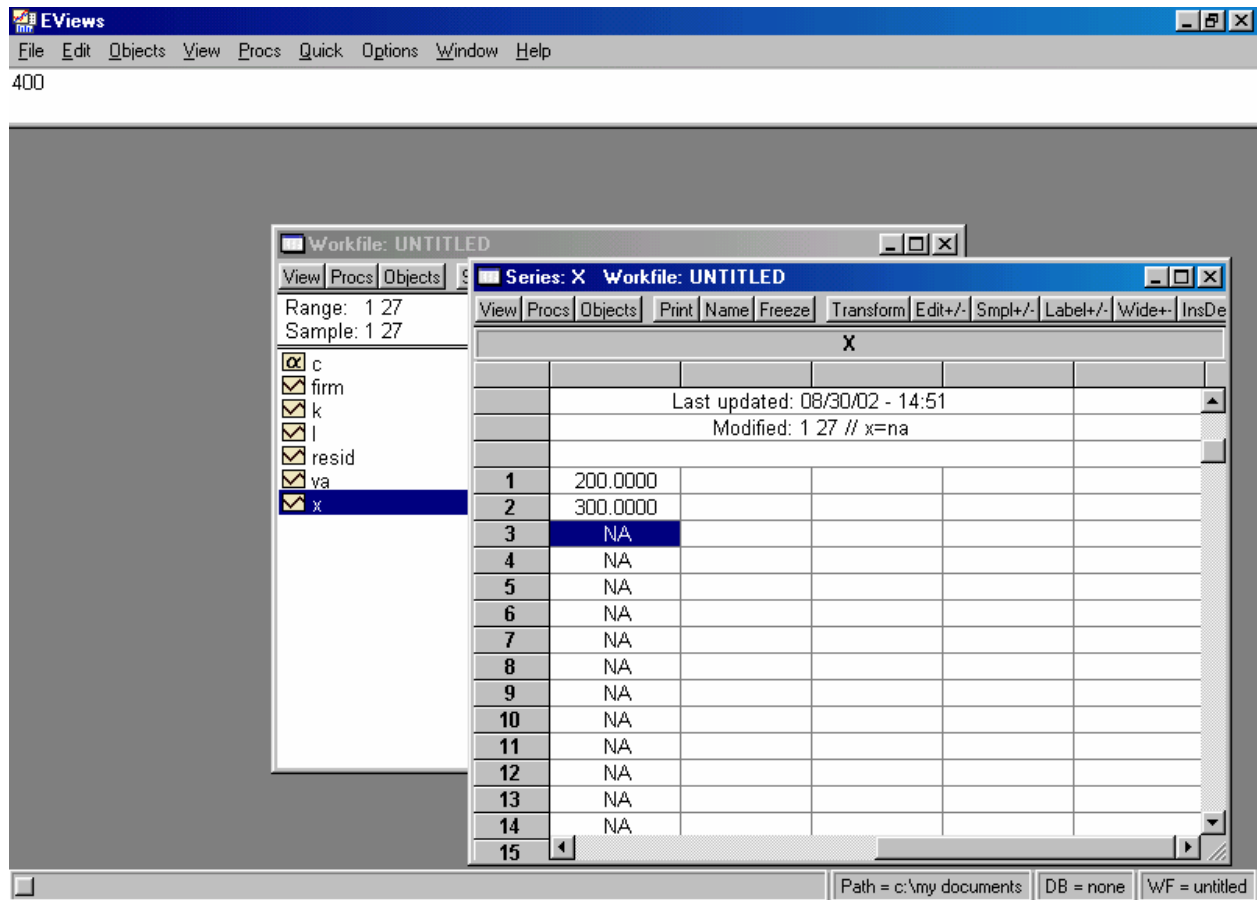 EViews
File Edit Objects View Procs Quick Options Window Help
400
Workfile: UNTITLED
View Procs Objects
Range: 1 27
Sample: 1 27
c
firm
k
l
resid
va
x
Series: X Workfile: UNTITLED
View Procs Objects Print Name Freeze Transform Edit+/- Smpl+/- Label+/- Wide+- InsDe
X
Last updated: 08/30/02 - 14:51
Modified: 1 27 // x=na
1 200.0000
2 300.0000
3 NA
4 NA
5 NA
6 NA
7 NA
8 NA
9 NA
10 NA
11 NA
12 NA
13 NA
14 NA
15
Path = c:\my documents DB = none WF = untitled